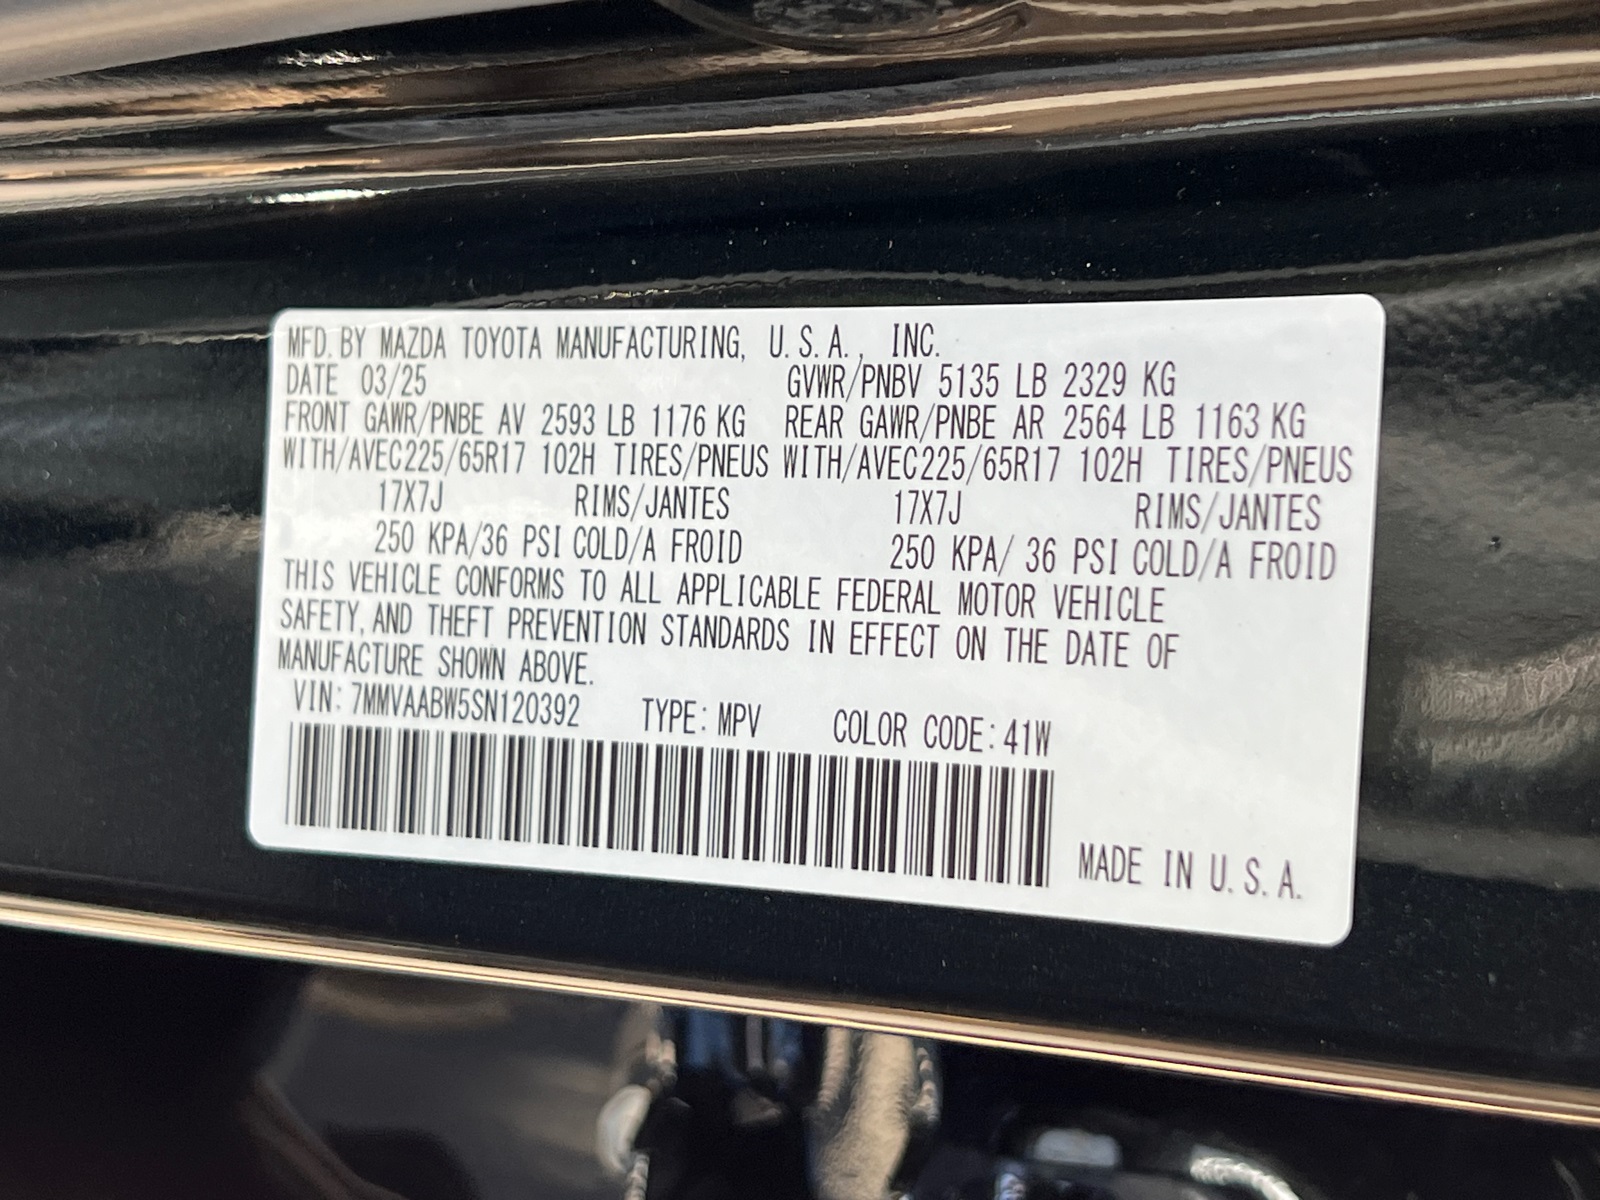 MFD. BY MAZDA TOYOTA MANUFACTURING, U.S.A., INC.
DATE 03/25 GVWR/PNBV 5135 LB 2329 KG
FRONT GAWR/PNBE AV 2593 LB 1176 KG REAR GAWR/PNBE AR 2564 LB 1163 KG
WITH/AVEC225/65R17 102H TIRES/PNEUS WITH/AVEC225/65R17 102H TIRES/PNEUS
17X7J RIMS/JANTES 17X7J RIMS/JANTES
250 KPA/36 PSI COLD/A FROID 250 KPA/ 36 PSI COLD/A FROID
THIS VEHICLE CONFORMS TO ALL APPLICABLE FEDERAL MOTOR VEHICLE
SAFETY, AND THEFT PREVENTION STANDARDS IN EFFECT ON THE DATE OF
MANUFACTURE SHOWN ABOVE.
VIN: 7MMVAABW5SN120392 TYPE: MPV COLOR CODE: 41W
MADE IN U.S.A.